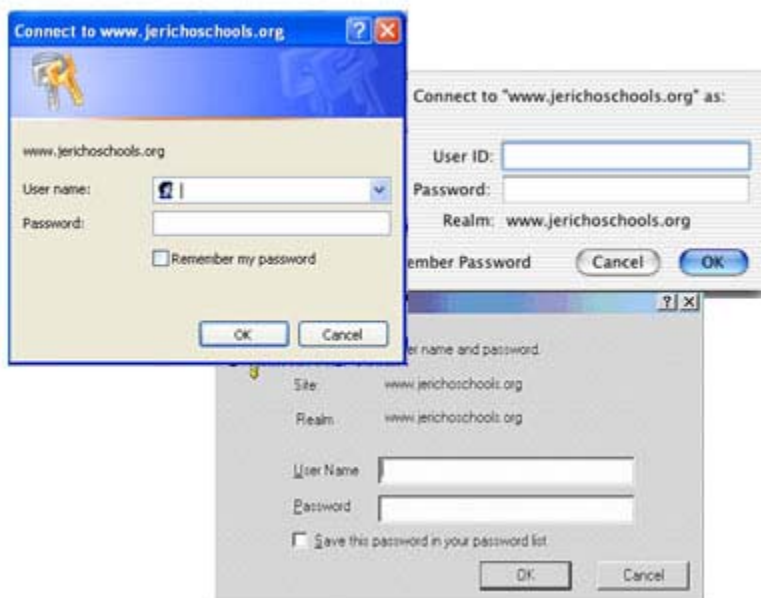 Connect to www.jerichoschools.org
www.jerichoschools.org
User name:
Password:
Remember my password
OK Cancel
Connect to "www.jerichoschools.org" as:
User ID:
Password:
Realm: www.jerichoschools.org
ember Password Cancel OK
er name and password.
Site: www.jerichoschools.org
Realm www.jerichoschools.org
User Name
Password
Save this password in your password list
OK Cancel